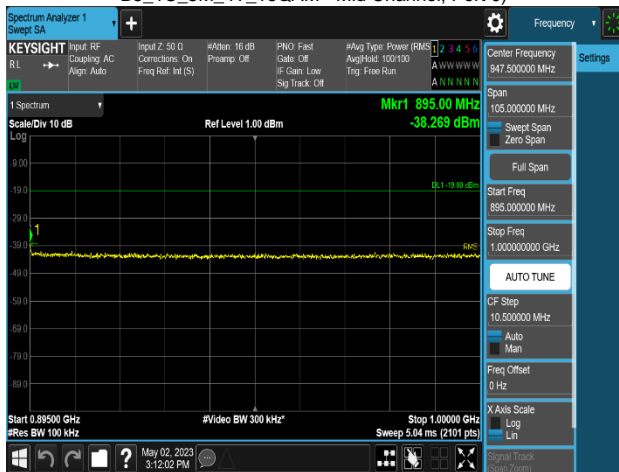 Spectrum Analyzer 1
Swept SA
Frequency
Settings
KEYSIGHT
RL
Input: RF
Coupling: AC
Align: Auto
Input Z: 50 Ω
Corrections: On
Freq Ref: Int (S)
#Atten: 16 dB
Preamp: Off
PNO: Fast
Gate: Off
IF Gain: Low
Sig Track: Off
#Avg Type: Power (RMS
Avg|Hold: 100/100
Trig: Free Run
1 2 3 4 5 6
A W W W W W
A N N N N N
1 Spectrum
Scale/Div 10 dB
Log
Ref Level 1.00 dBm
Mkr1 895.00 MHz
-38.269 dBm
-9.00
-19.0
-29.0
-39.0
-49.0
-59.0
-69.0
-79.0
-89.0
DL1 -19.00 dBm
1
RMS
Start 0.89500 GHz
#Res BW 100 kHz
#Video BW 300 kHz*
Stop 1.00000 GHz
Sweep 5.04 ms (2101 pts)
Center Frequency
947.500000 MHz
Span
105.000000 MHz
Swept Span
Zero Span
Full Span
Start Freq
895.000000 MHz
Stop Freq
1.000000000 GHz
AUTO TUNE
CF Step
10.500000 MHz
Auto
Man
Freq Offset
0 Hz
X Axis Scale
Log
Lin
Signal Track
(Span Zoom)
May 02, 2023
3:12:02 PM